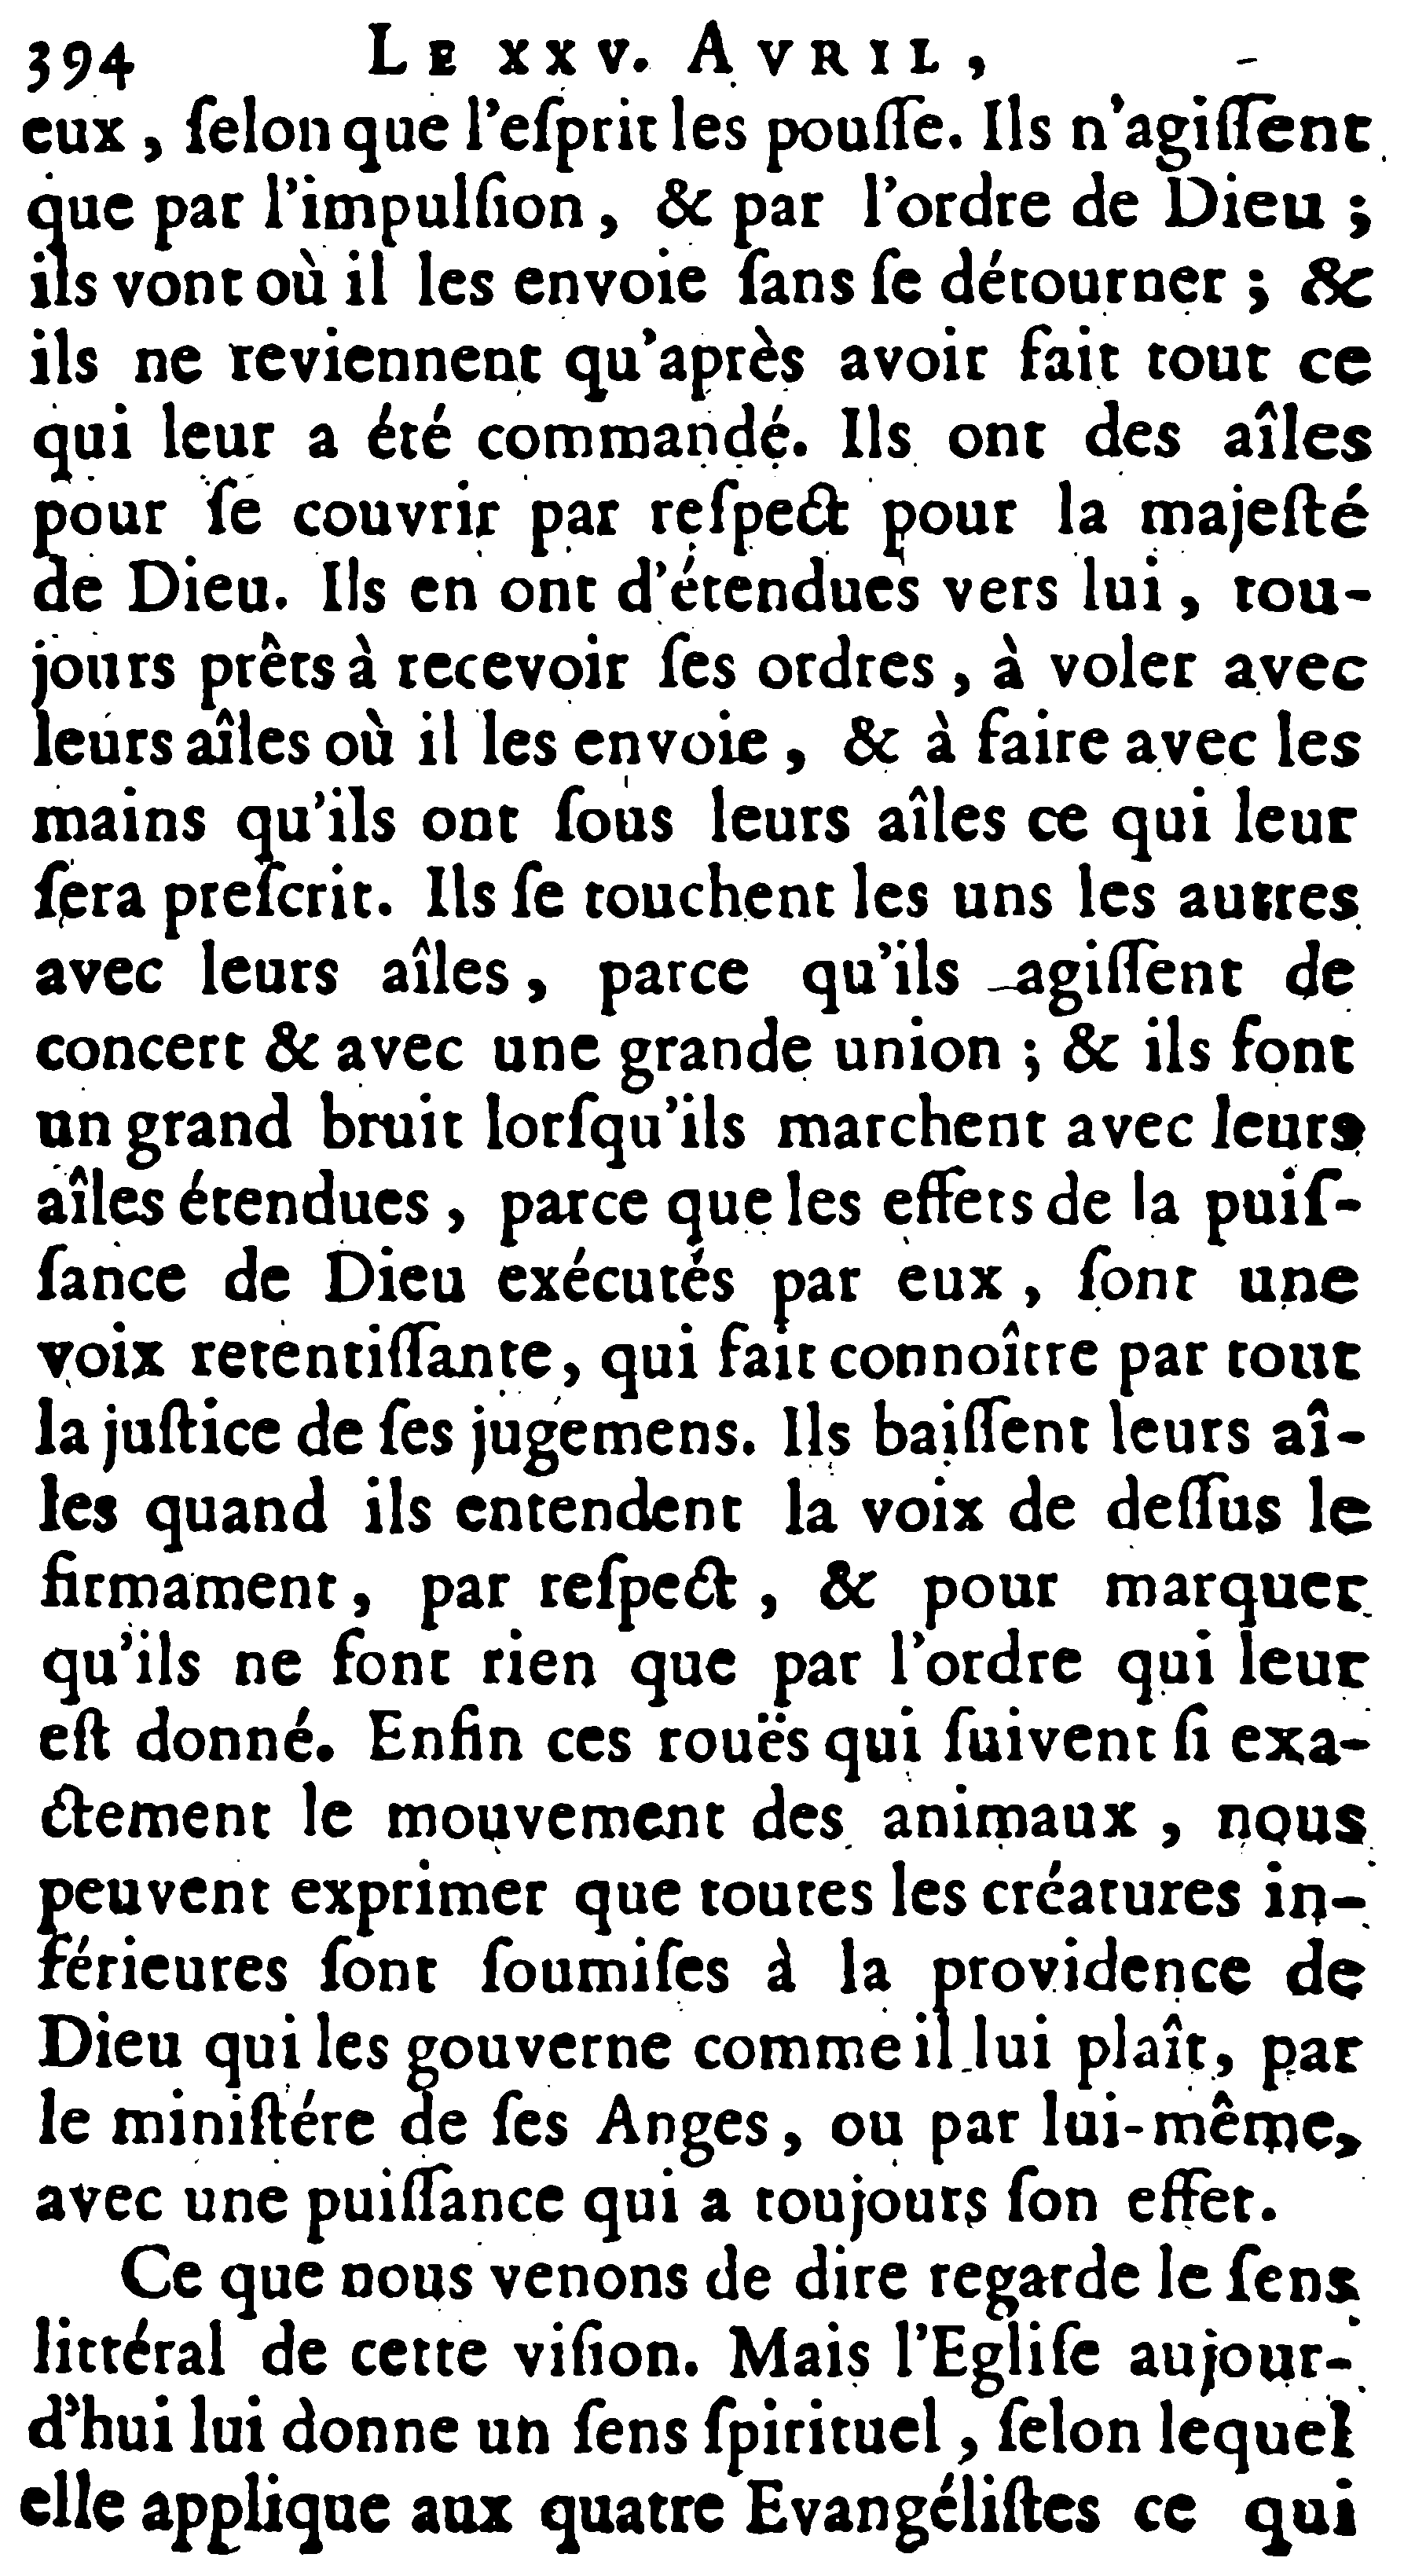 394 LE XXV. AVRIL,
eux, ſelon que l'eſprit les pouſſe. Ils n'agiſſent
que par l'impulſion, & par l'ordre de Dieu ;
ils vont où il les envoie ſans ſe détourner ; &
ils ne reviennent qu'après avoir fait tout ce
qui leur a été commandé. Ils ont des aîles
pour ſe couvrir par reſpect pour la majeſté
de Dieu. Ils en ont d'étendues vers lui, tou-
jours prêts à recevoir ſes ordres, à voler avec
leurs aîles où il les envoie, & à faire avec les
mains qu'ils ont ſous leurs aîles ce qui leur
ſera preſcrit. Ils ſe touchent les uns les autres
avec leurs aîles, parce qu'ils agiſſent de
concert & avec une grande union ; & ils font
un grand bruit lorſqu'ils marchent avec leurs
aîles étendues, parce que les effets de la puiſ-
ſance de Dieu exécutés par eux, ſont une
voix retentiſſante, qui fait connoître par tout
la juſtice de ſes jugemens. Ils baiſſent leurs aî-
les quand ils entendent la voix de deſſus le
firmament, par reſpect, & pour marquer
qu'ils ne font rien que par l'ordre qui leur
eſt donné. Enfin ces rouës qui ſuivent ſi exa-
ctement le mouvement des animaux, nous
peuvent exprimer que toutes les créatures in-
férieures ſont ſoumiſes à la providence de
Dieu qui les gouverne comme il lui plaît, par
le miniſtére de ſes Anges, ou par lui-même,
avec une puiſſance qui a toujours ſon effet.
Ce que nous venons de dire regarde le ſens
littéral de cette viſion. Mais l'Egliſe aujour-
d'hui lui donne un ſens ſpirituel, ſelon lequel
elle applique aux quatre Evangéliſtes ce qui